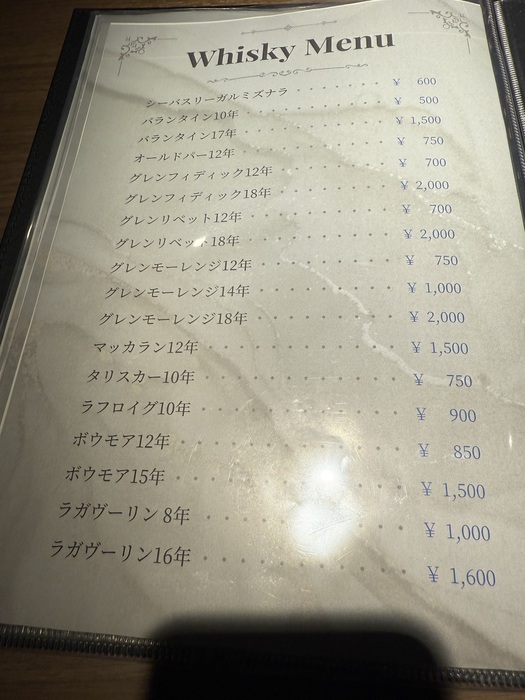 Whisky Menu
シーバスリーガルミズナラ ¥ 600
バランタイン10年 ¥ 500
バランタイン17年 ¥ 1,500
オールドパー12年 ¥ 750
グレンフィディック12年 ¥ 700
グレンフィディック18年 ¥ 2,000
グレンリベット12年 ¥ 700
グレンリベット18年 ¥ 2,000
グレンモーレンジ12年 ¥ 750
グレンモーレンジ14年 ¥ 1,000
グレンモーレンジ18年 ¥ 2,000
マッカラン12年 ¥ 1,500
タリスカー10年 ¥ 750
ラフロイグ10年 ¥ 900
ボウモア12年 ¥ 850
ボウモア15年 ¥ 1,500
ラガヴーリン 8年 ¥ 1,000
ラガヴーリン16年 ¥ 1,600